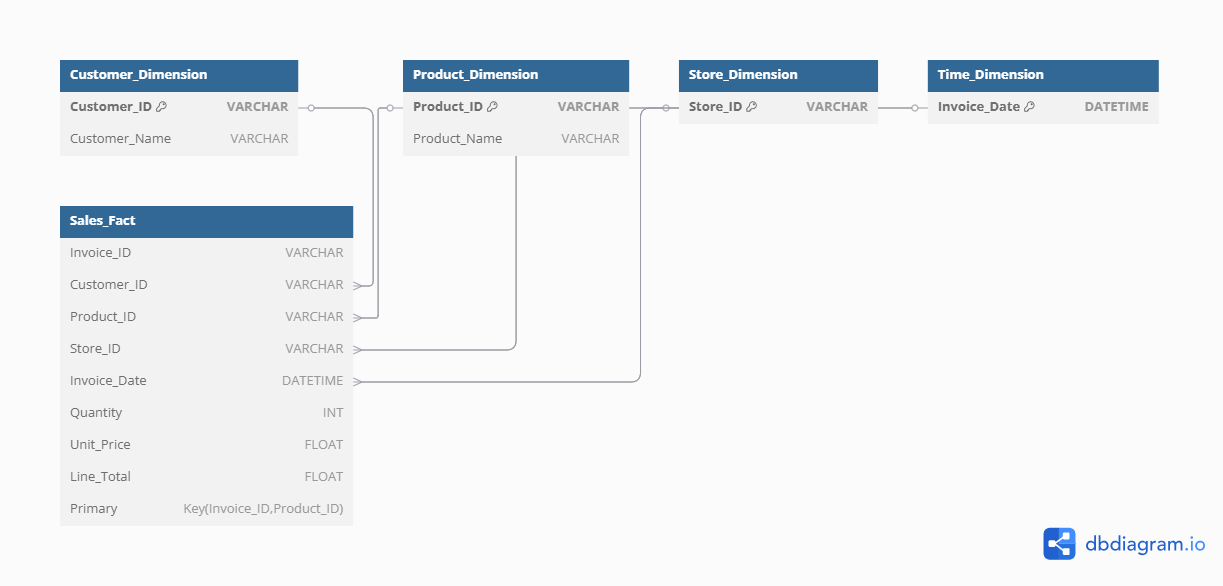 Customer_Dimension
Customer_ID VARCHAR
Customer_Name VARCHAR
Product_Dimension
Product_ID VARCHAR
Product_Name VARCHAR
Store_Dimension
Store_ID VARCHAR
Time_Dimension
Invoice_Date DATETIME
Sales_Fact
Invoice_ID VARCHAR
Customer_ID VARCHAR
Product_ID VARCHAR
Store_ID VARCHAR
Invoice_Date DATETIME
Quantity INT
Unit_Price FLOAT
Line_Total FLOAT
Primary Key(Invoice_ID,Product_ID)
dbdiagram.io